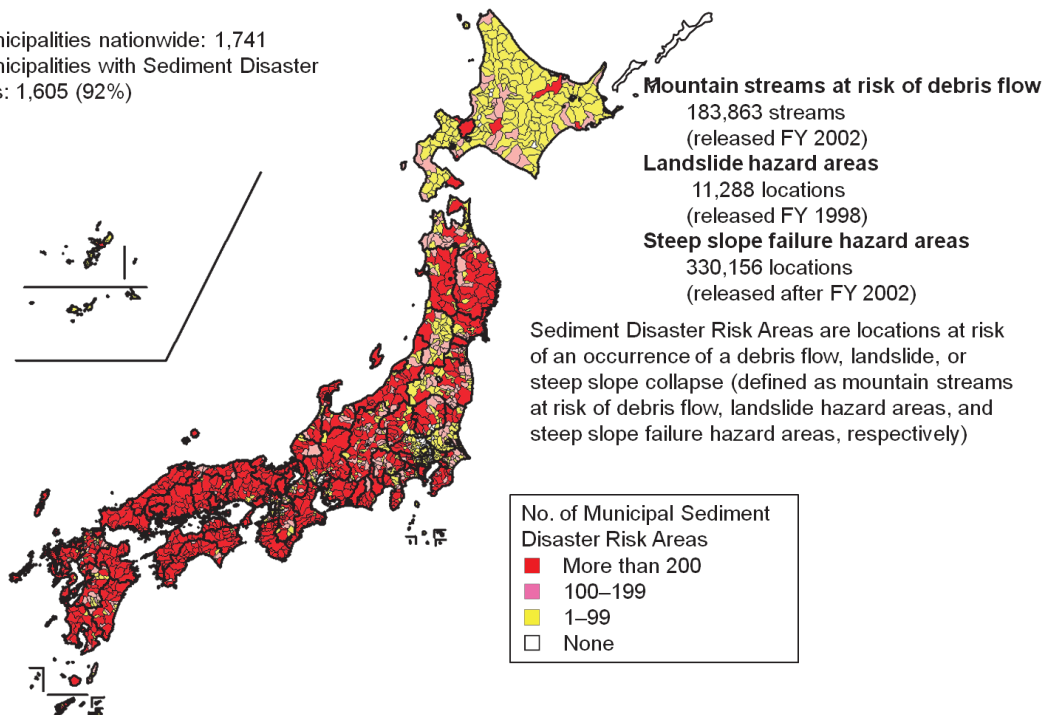 nicipalities nationwide: 1,741
nicipalities with Sediment Disaster
s: 1,605 (92%)
Mountain streams at risk of debris flow
183,863 streams
(released FY 2002)
Landslide hazard areas
11,288 locations
(released FY 1998)
Steep slope failure hazard areas
330,156 locations
(released after FY 2002)
Sediment Disaster Risk Areas are locations at risk
of an occurrence of a debris flow, landslide, or
steep slope collapse (defined as mountain streams
at risk of debris flow, landslide hazard areas, and
steep slope failure hazard areas, respectively)
No. of Municipal Sediment
Disaster Risk Areas
More than 200
100–199
1–99
None